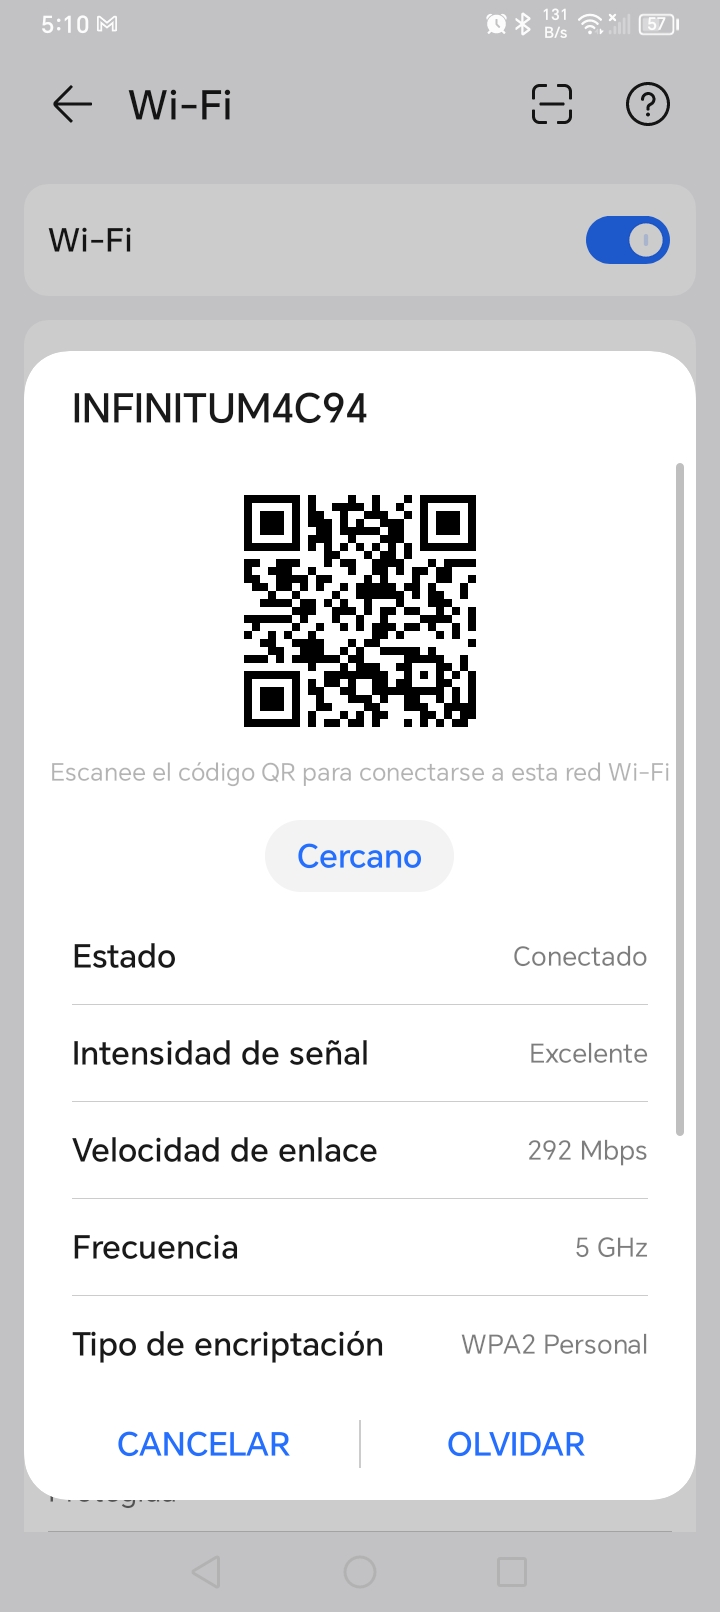 5:10
131
B/s
57
Wi-Fi
Wi-Fi
INFINITUM4C94
Escanee el código QR para conectarse a esta red Wi-Fi
Cercano
Estado Conectado
Intensidad de señal Excelente
Velocidad de enlace 292 Mbps
Frecuencia 5 GHz
Tipo de encriptación WPA2 Personal
CANCELAR OLVIDAR